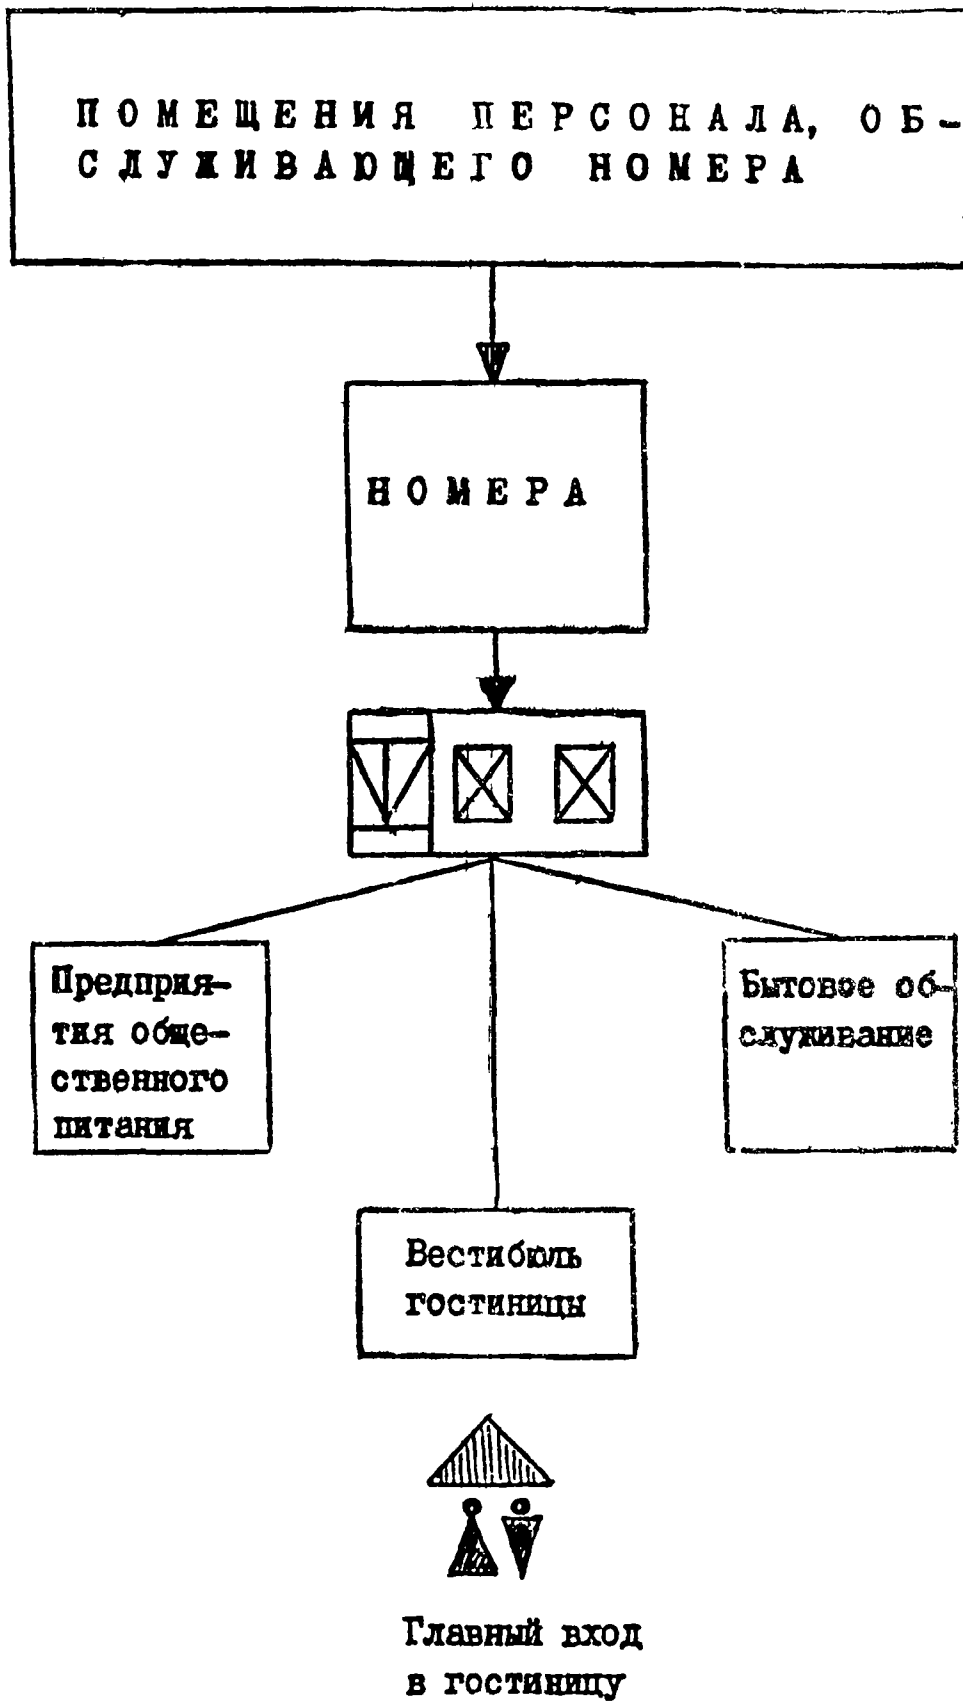 ПОМЕЩЕНИЯ ПЕРСОНАЛА, ОБ-
СЛУЖИВАЮЩЕГО НОМЕРА
НОМЕРА
Предприя-
тия обще-
ственного
питания
Бытовое об-
служивание
Вестибюль
гостиницы
Главный вход
в гостиницу